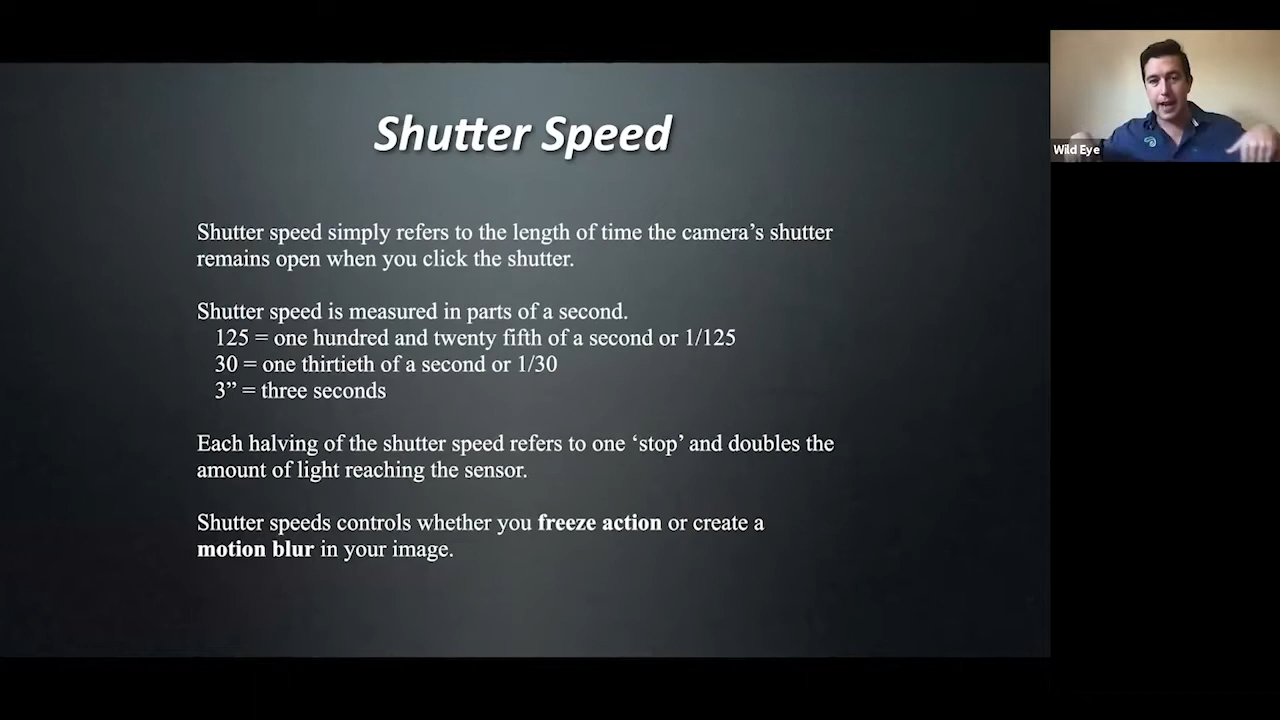 Shutter Speed
Wild Eye
Shutter speed simply refers to the length of time the camera’s shutter
remains open when you click the shutter.
Shutter speed is measured in parts of a second.
125 = one hundred and twenty fifth of a second or 1/125
30 = one thirtieth of a second or 1/30
3” = three seconds
Each halving of the shutter speed refers to one ‘stop’ and doubles the
amount of light reaching the sensor.
Shutter speeds controls whether you freeze action or create a
motion blur in your image.